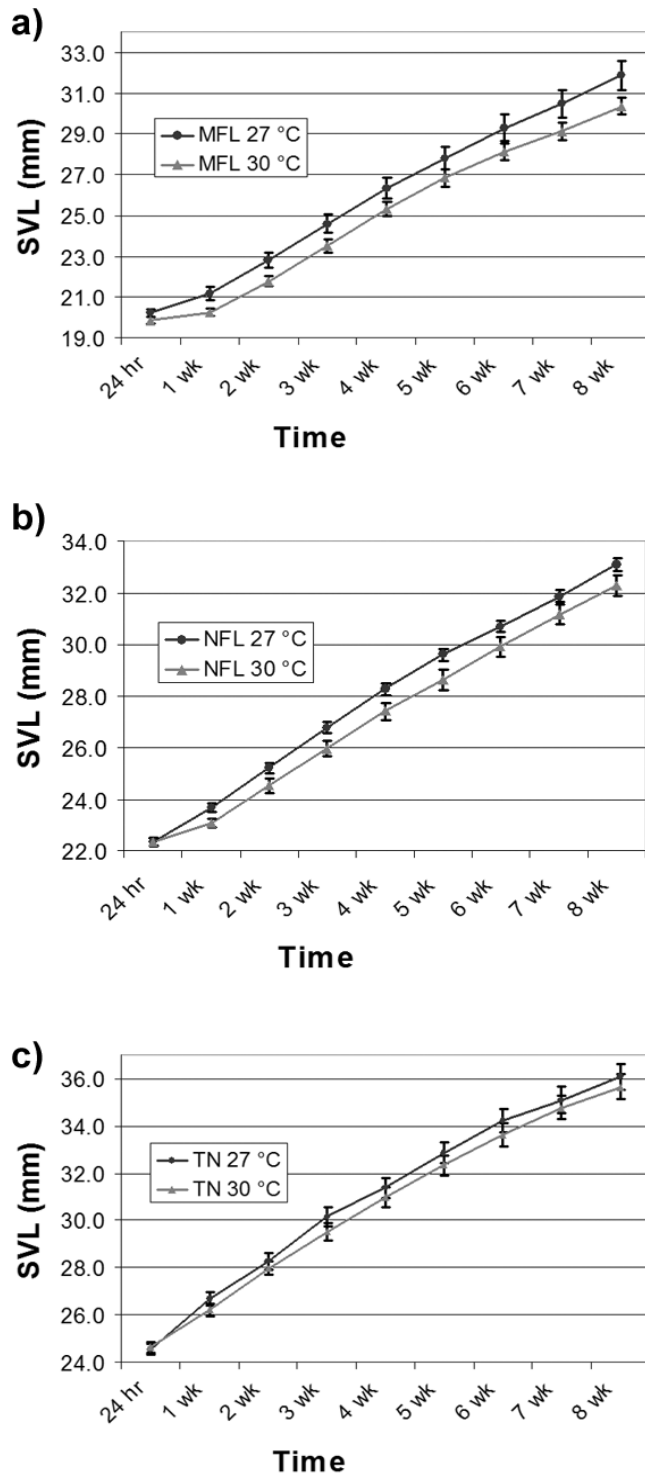 a)
33.0
31.0
29.0
27.0
25.0
23.0
21.0
19.0
SVL (mm)
MFL 27 °C
MFL 30 °C
24 hr
1 wk
2 wk
3 wk
4 wk
5 wk
6 wk
7 wk
8 wk
Time
b)
34.0
32.0
30.0
28.0
26.0
24.0
22.0
SVL (mm)
NFL 27 °C
NFL 30 °C
24 hr
1 wk
2 wk
3 wk
4 wk
5 wk
6 wk
7 wk
8 wk
Time
c)
36.0
34.0
32.0
30.0
28.0
26.0
24.0
SVL (mm)
TN 27 °C
TN 30 °C
24 hr
1 wk
2 wk
3 wk
4 wk
5 wk
6 wk
7 wk
8 wk
Time